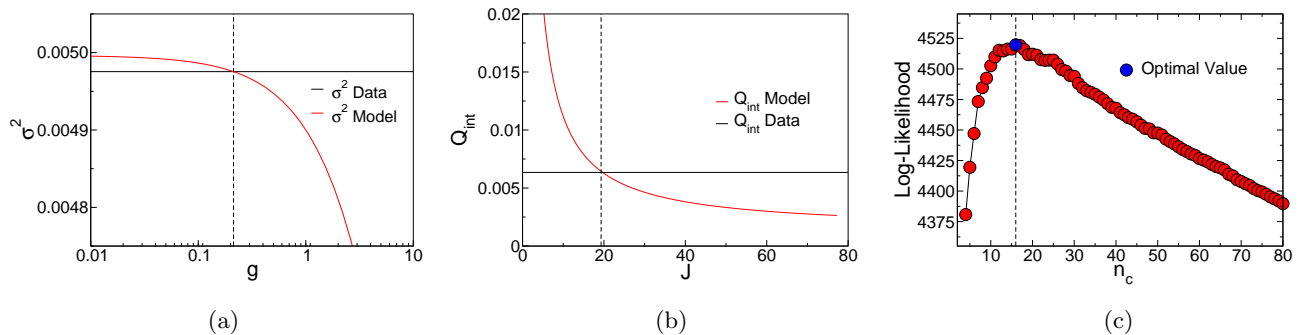 0.0050
0.0049
0.0048
σ²
σ² Data
σ² Model
0.01
0.1
1
10
g
(a)
0.02
0.015
0.01
0.005
0
Q_int
Q_int Model
Q_int Data
0
20
40
60
80
J
(b)
4525
4500
4475
4450
4425
4400
4375
Log-Likelihood
Optimal Value
10
20
30
40
50
60
70
80
n_c
(c)